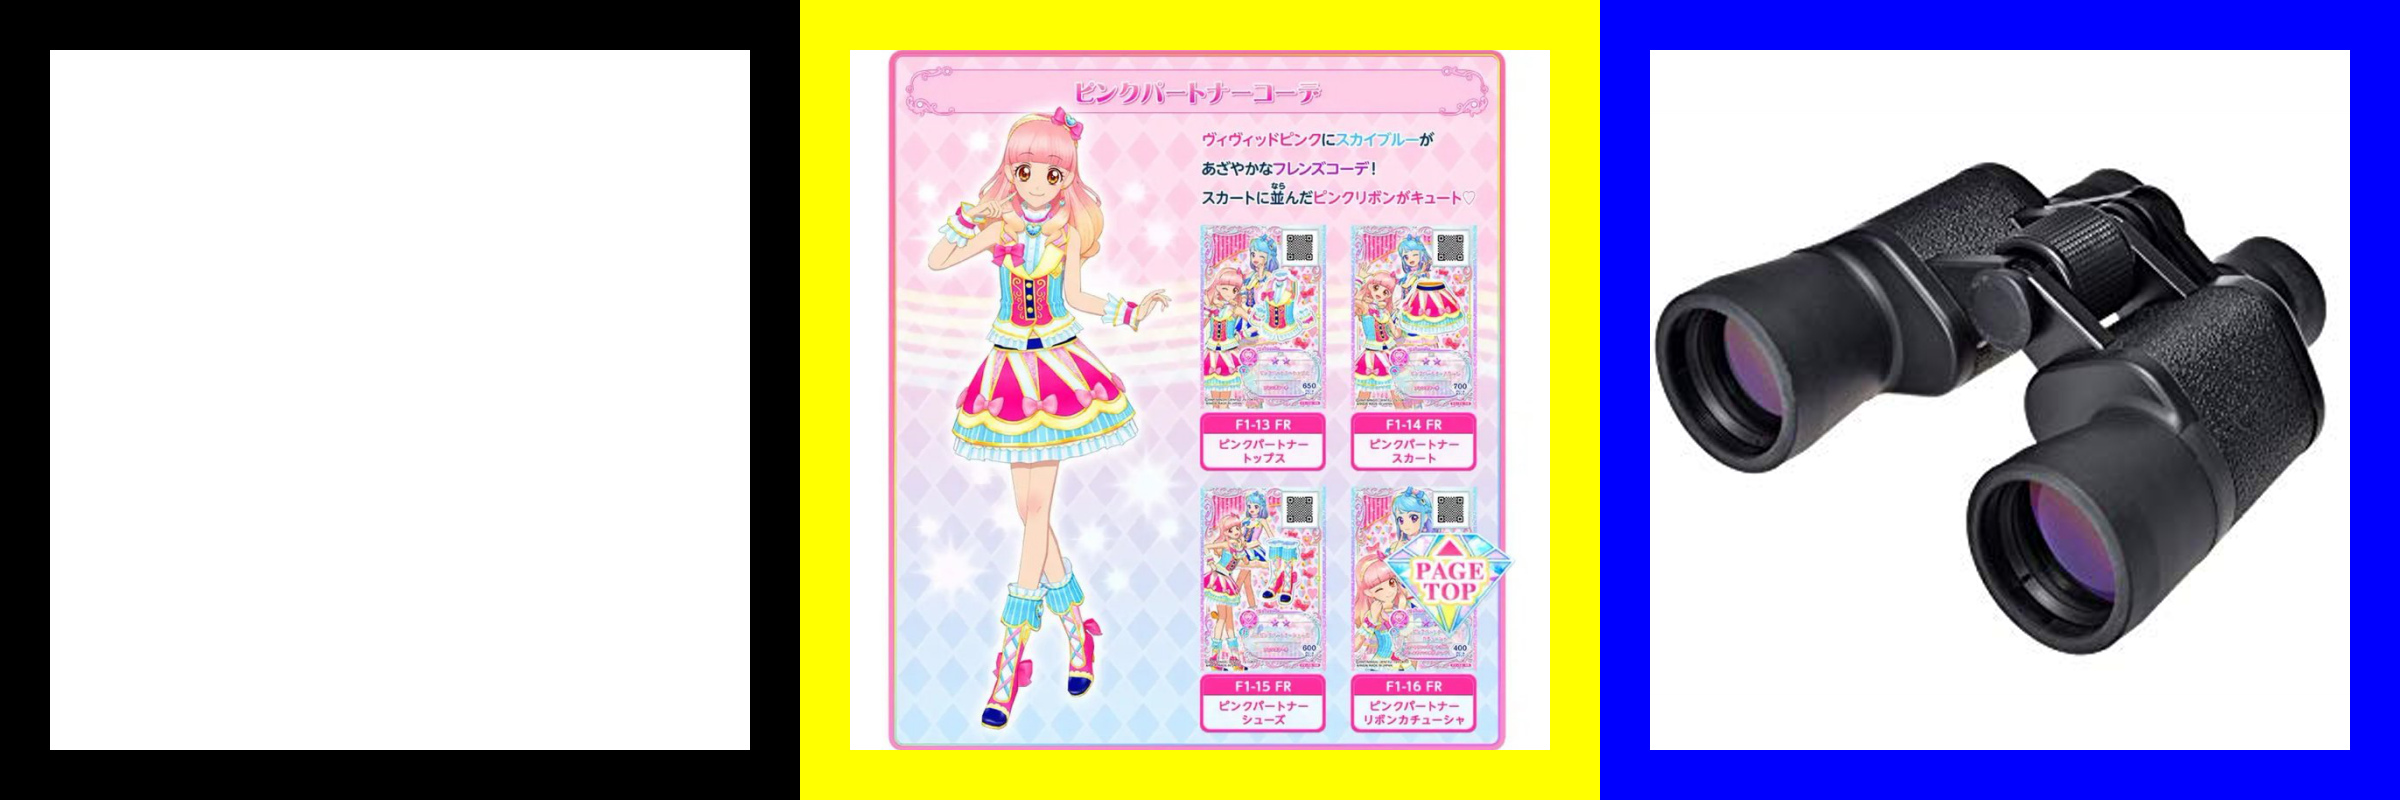 ピンクパートナーコーデ
ヴィヴィッドピンクにスカイブルーが
あざやかなフレンズコーデ!
なら
スカートに並んだピンクリボンがキュート♡
650
700
F1-13 FR
ピンクパートナー
トップス
F1-14 FR
ピンクパートナー
スカート
600
400
PAGE
TOP
F1-15 FR
ピンクパートナー
シューズ
F1-16 FR
ピンクパートナー
リボンカチューシャ